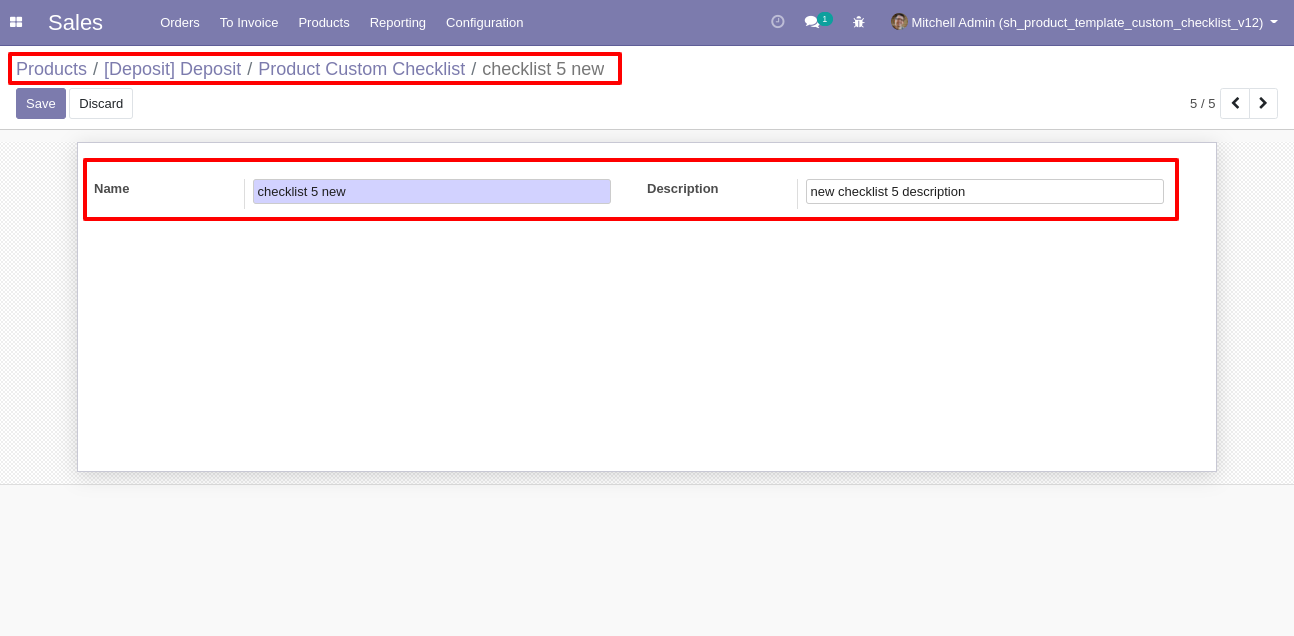 Sales Orders To Invoice Products Reporting Configuration 1 Mitchell Admin (sh_product_template_custom_checklist_v12)
Products / [Deposit] Deposit / Product Custom Checklist / checklist 5 new
Save Discard 5 / 5
Name checklist 5 new Description new checklist 5 description